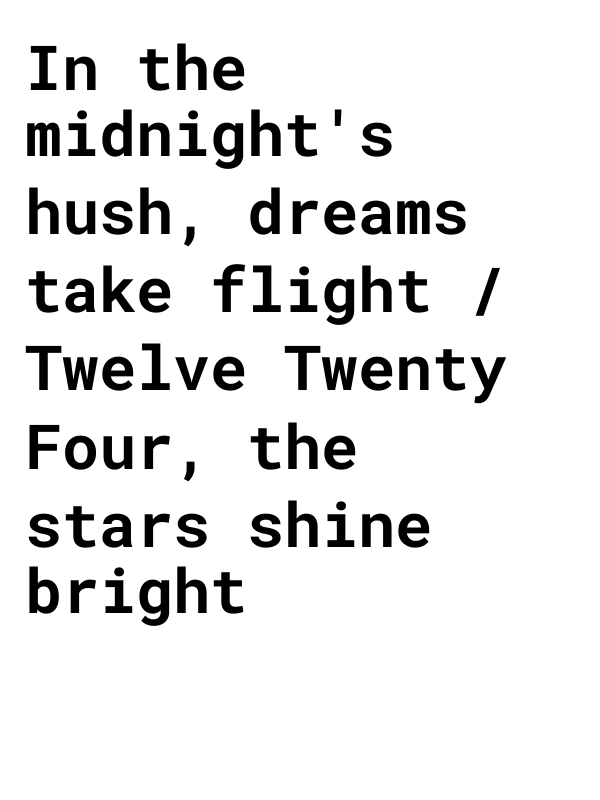 In the
midnight's
hush, dreams
take flight /
Twelve Twenty
Four, the
stars shine
bright